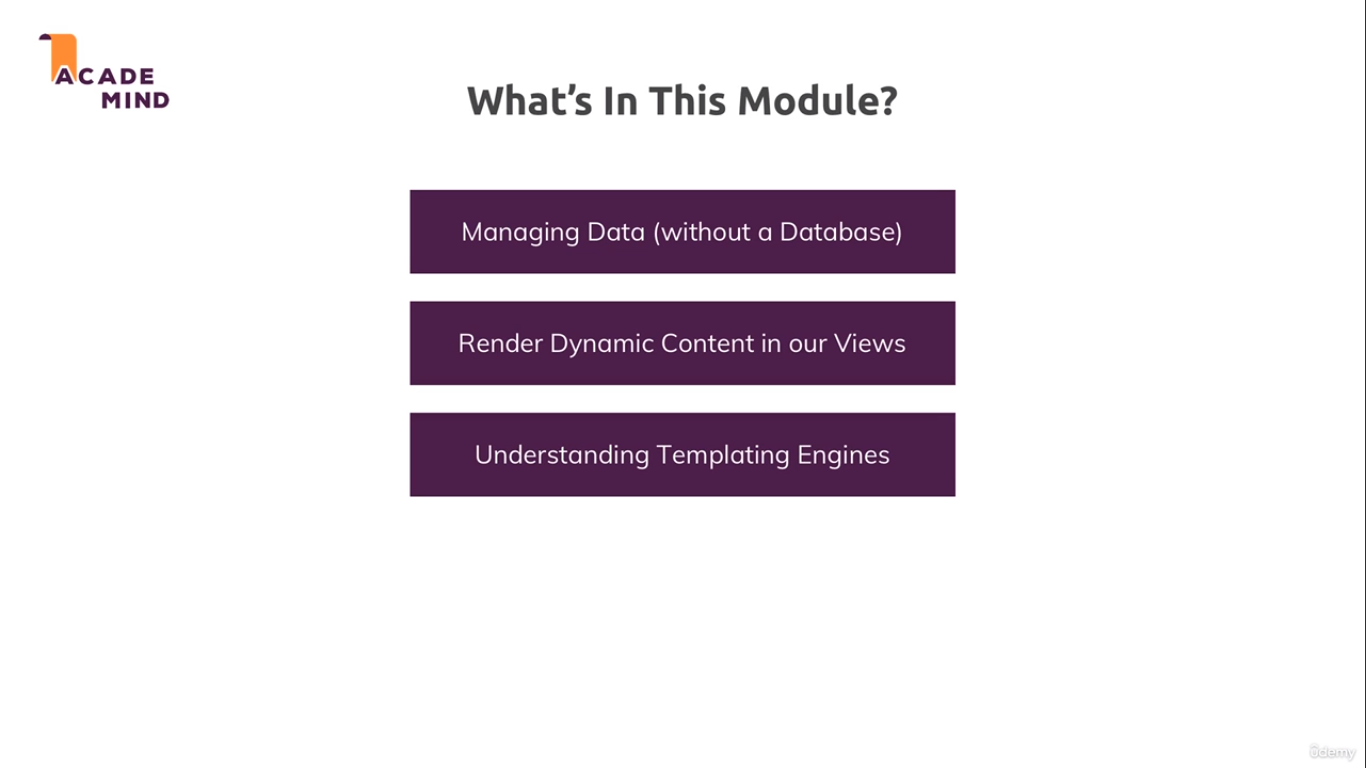 ACADE
MIND
What's In This Module?
Managing Data (without a Database)
Render Dynamic Content in our Views
Understanding Templating Engines
ûdemy